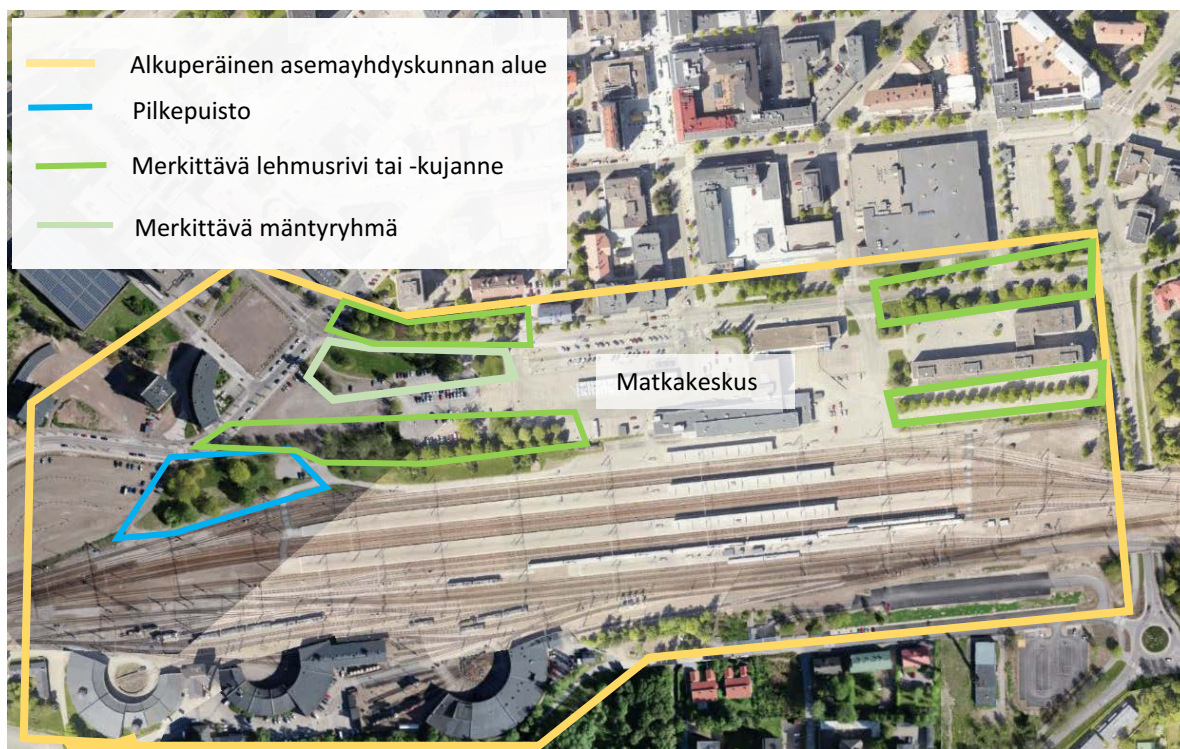 Alkuperäinen asemayhdyskunnan alue
Pilkepuisto
Merkittävä lehmusrivi tai -kujanne
Merkittävä mäntyryhmä
Matkakeskus